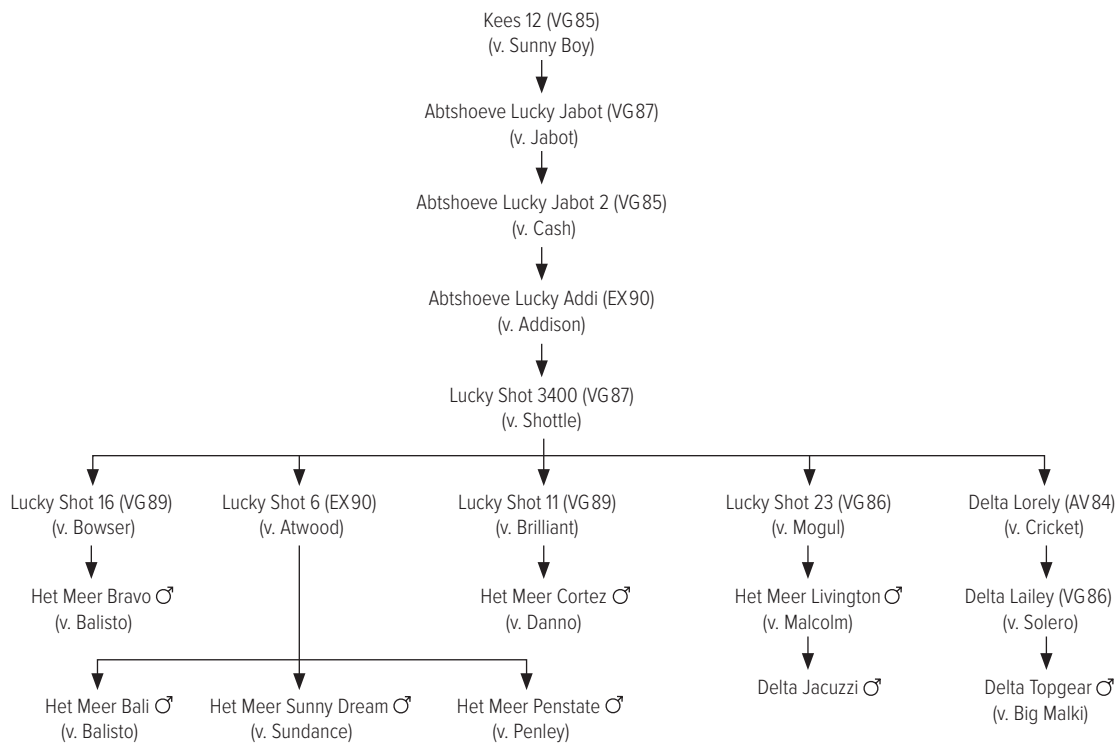 Kees 12 (VG85)
(v. Sunny Boy)
Abtshoeve Lucky Jabot (VG87)
(v. Jabot)
Abtshoeve Lucky Jabot 2 (VG85)
(v. Cash)
Abtshoeve Lucky Addi (EX90)
(v. Addison)
Lucky Shot 3400 (VG87)
(v. Shottle)
Lucky Shot 16 (VG89)
(v. Bowser)
Lucky Shot 6 (EX90)
(v. Atwood)
Lucky Shot 11 (VG89)
(v. Brilliant)
Lucky Shot 23 (VG86)
(v. Mogul)
Delta Lorely (AV84)
(v. Cricket)
Het Meer Bravo ♂
(v. Balisto)
Het Meer Cortez ♂
(v. Danno)
Het Meer Livington ♂
(v. Malcolm)
Delta Lailey (VG86)
(v. Solero)
Het Meer Bali ♂
(v. Balisto)
Het Meer Sunny Dream ♂
(v. Sundance)
Het Meer Penstate ♂
(v. Penley)
Delta Jacuzzi ♂
Delta Topgear ♂
(v. Big Malki)